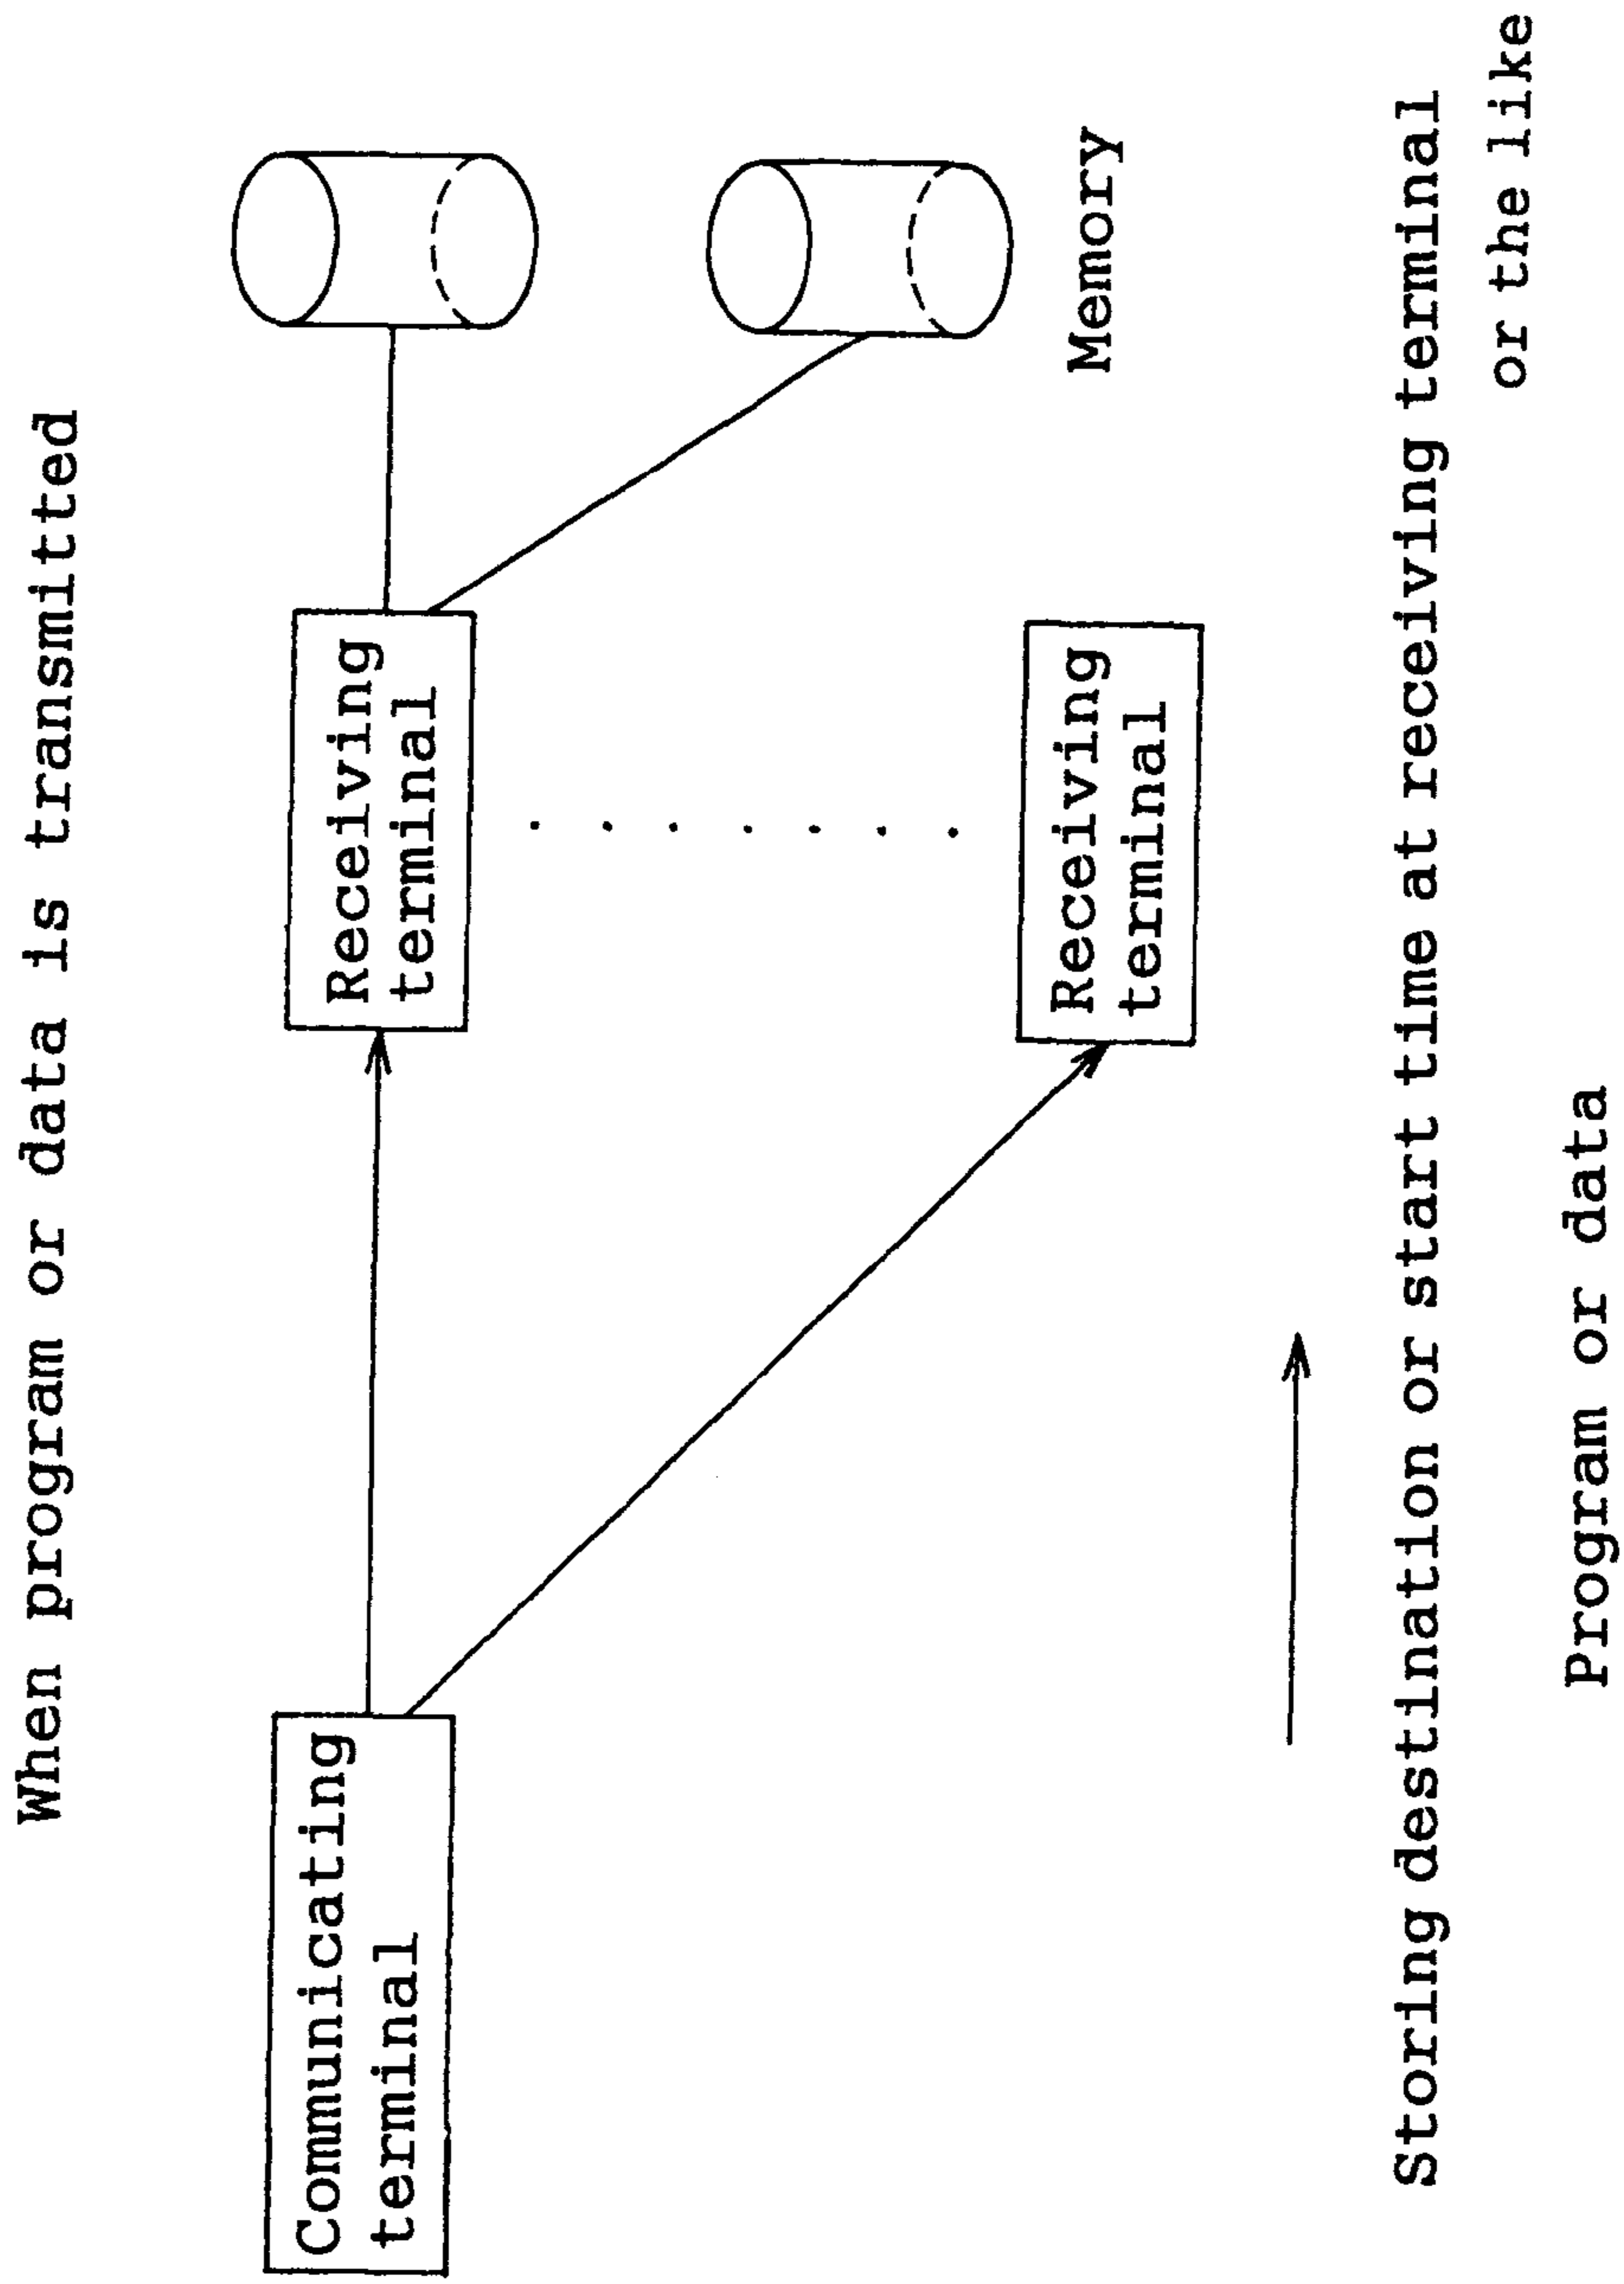 When program or data is transmitted
Communicating
terminal
Receiving
terminal
Receiving
terminal
Memory
Storing destination or start time at receiving terminal
or the like
Program or data